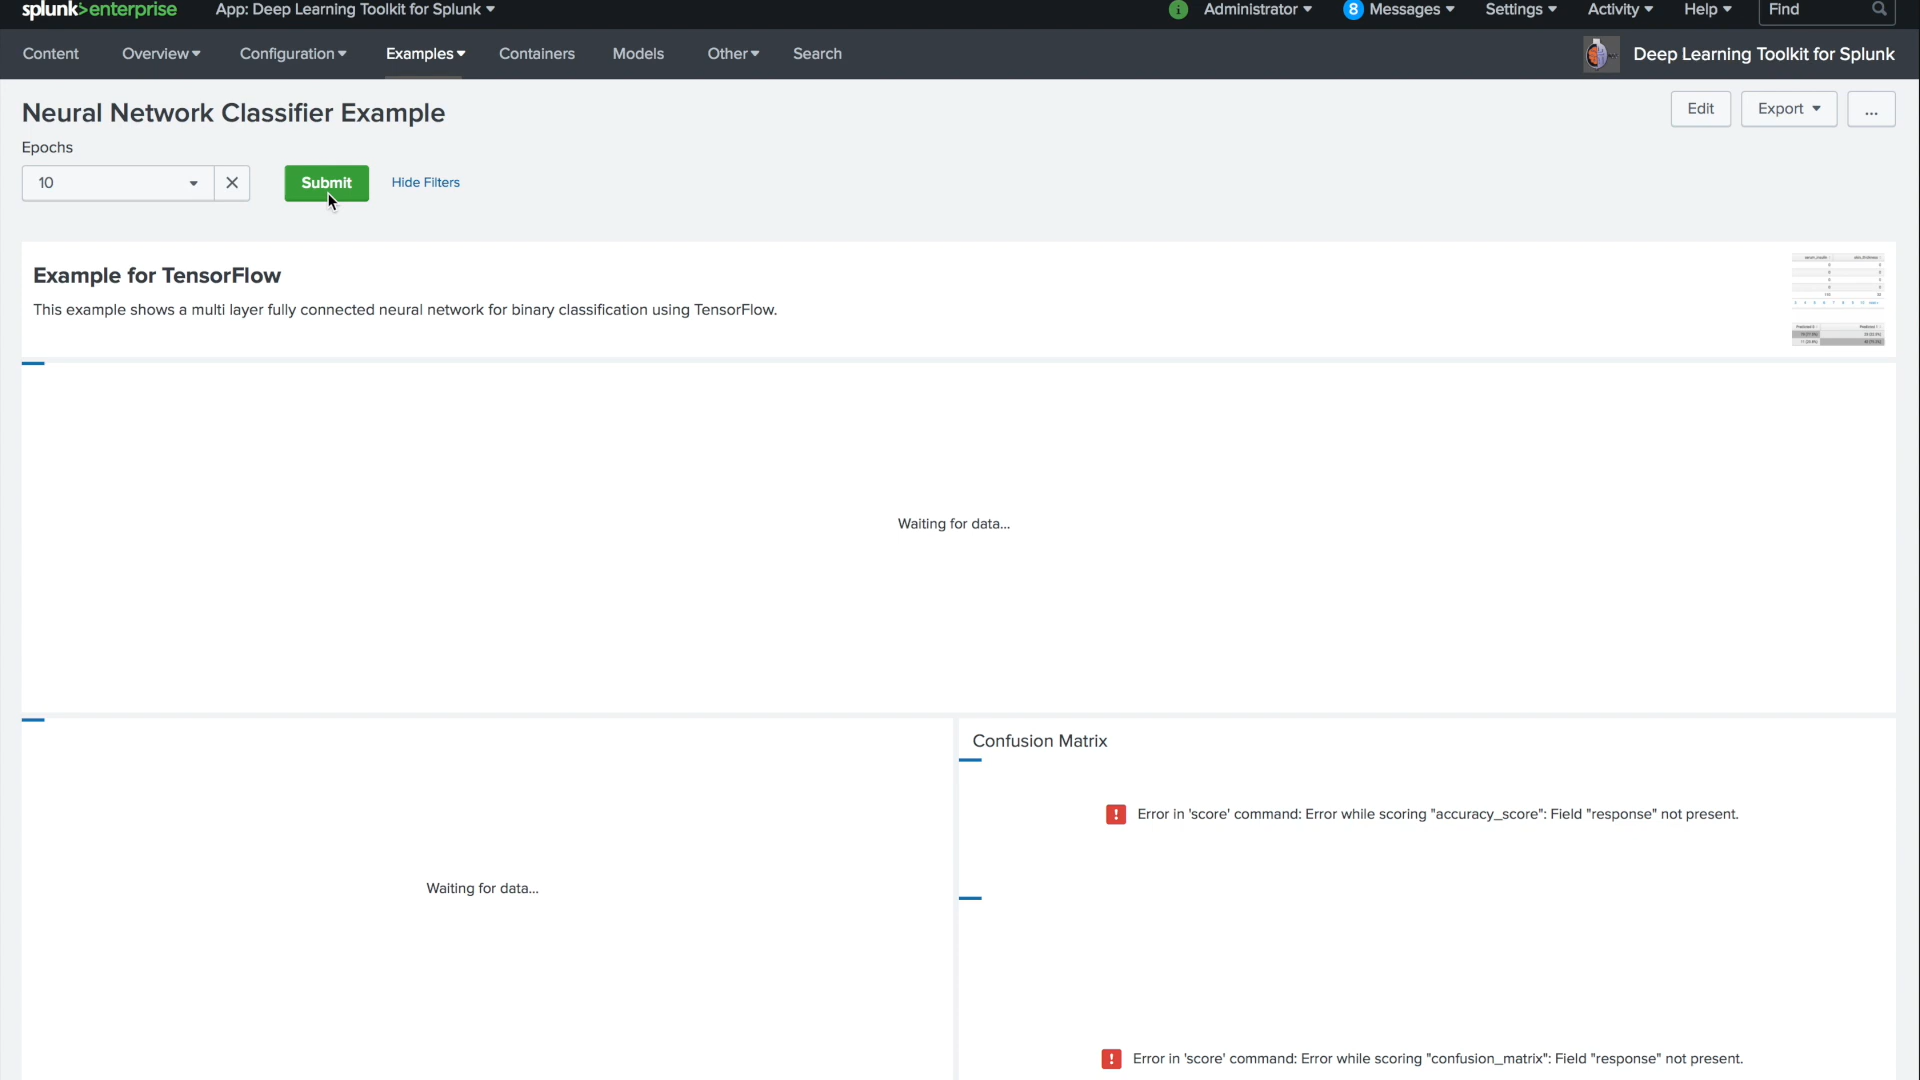 splunk>enterprise App: Deep Learning Toolkit for Splunk
i Administrator 8 Messages Settings Activity Help Find
Content Overview Configuration Examples Containers Models Other Search
Deep Learning Toolkit for Splunk
Neural Network Classifier Example
Edit Export ...
Epochs
10 Submit Hide Filters
Example for TensorFlow
This example shows a multi layer fully connected neural network for binary classification using TensorFlow.
Waiting for data...
Waiting for data...
Confusion Matrix
Error in 'score' command: Error while scoring "accuracy_score": Field "response" not present.
Error in 'score' command: Error while scoring "confusion_matrix": Field "response" not present.